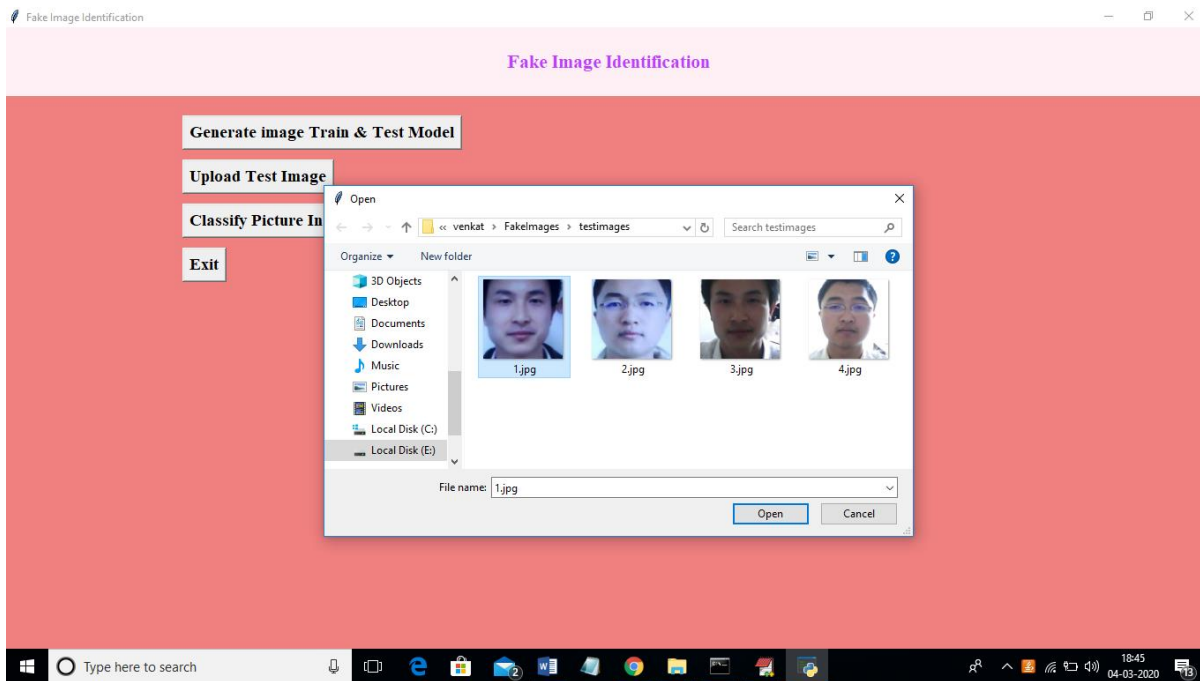 Fake Image Identification
Fake Image Identification
Generate image Train & Test Model
Upload Test Image
Classify Picture In
Exit
Open
« venkat › FakeImages › testimages
Search testimages
Organize
New folder
3D Objects
Desktop
Documents
Downloads
Music
Pictures
Videos
Local Disk (C:)
Local Disk (E:)
1.jpg
2.jpg
3.jpg
4.jpg
File name: 1.jpg
Open
Cancel
Type here to search
2
18:45
04-03-2020
13